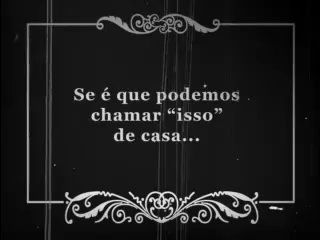 Se é que podemos
chamar “isso”
de casa...